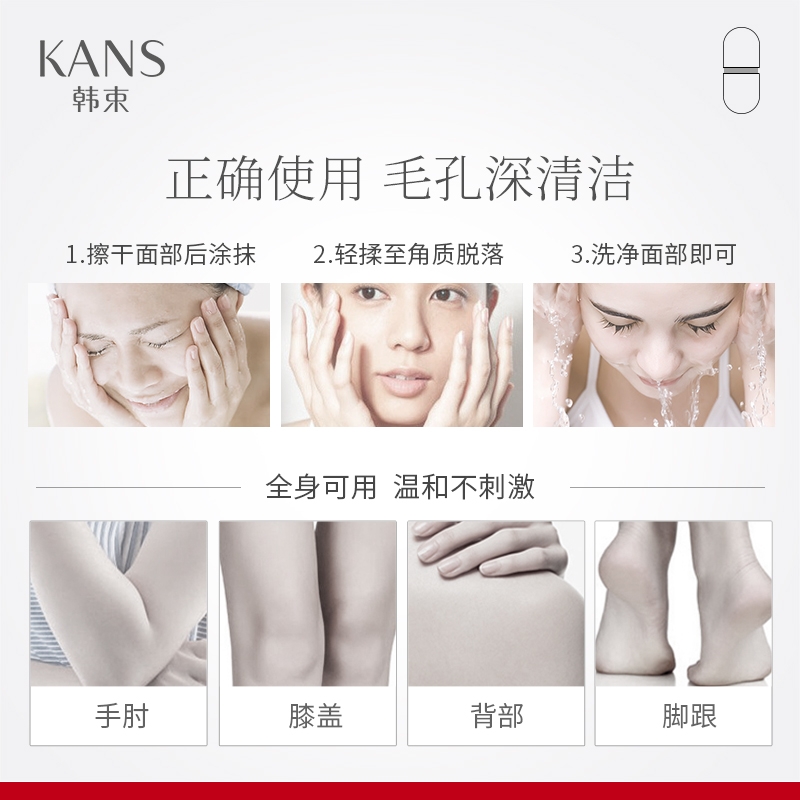 KANS
韩束
正确使用 毛孔深清洁
1.擦干面部后涂抹
2.轻揉至角质脱落
3.洗净面部即可
全身可用 温和不刺激
手肘
膝盖
背部
脚跟